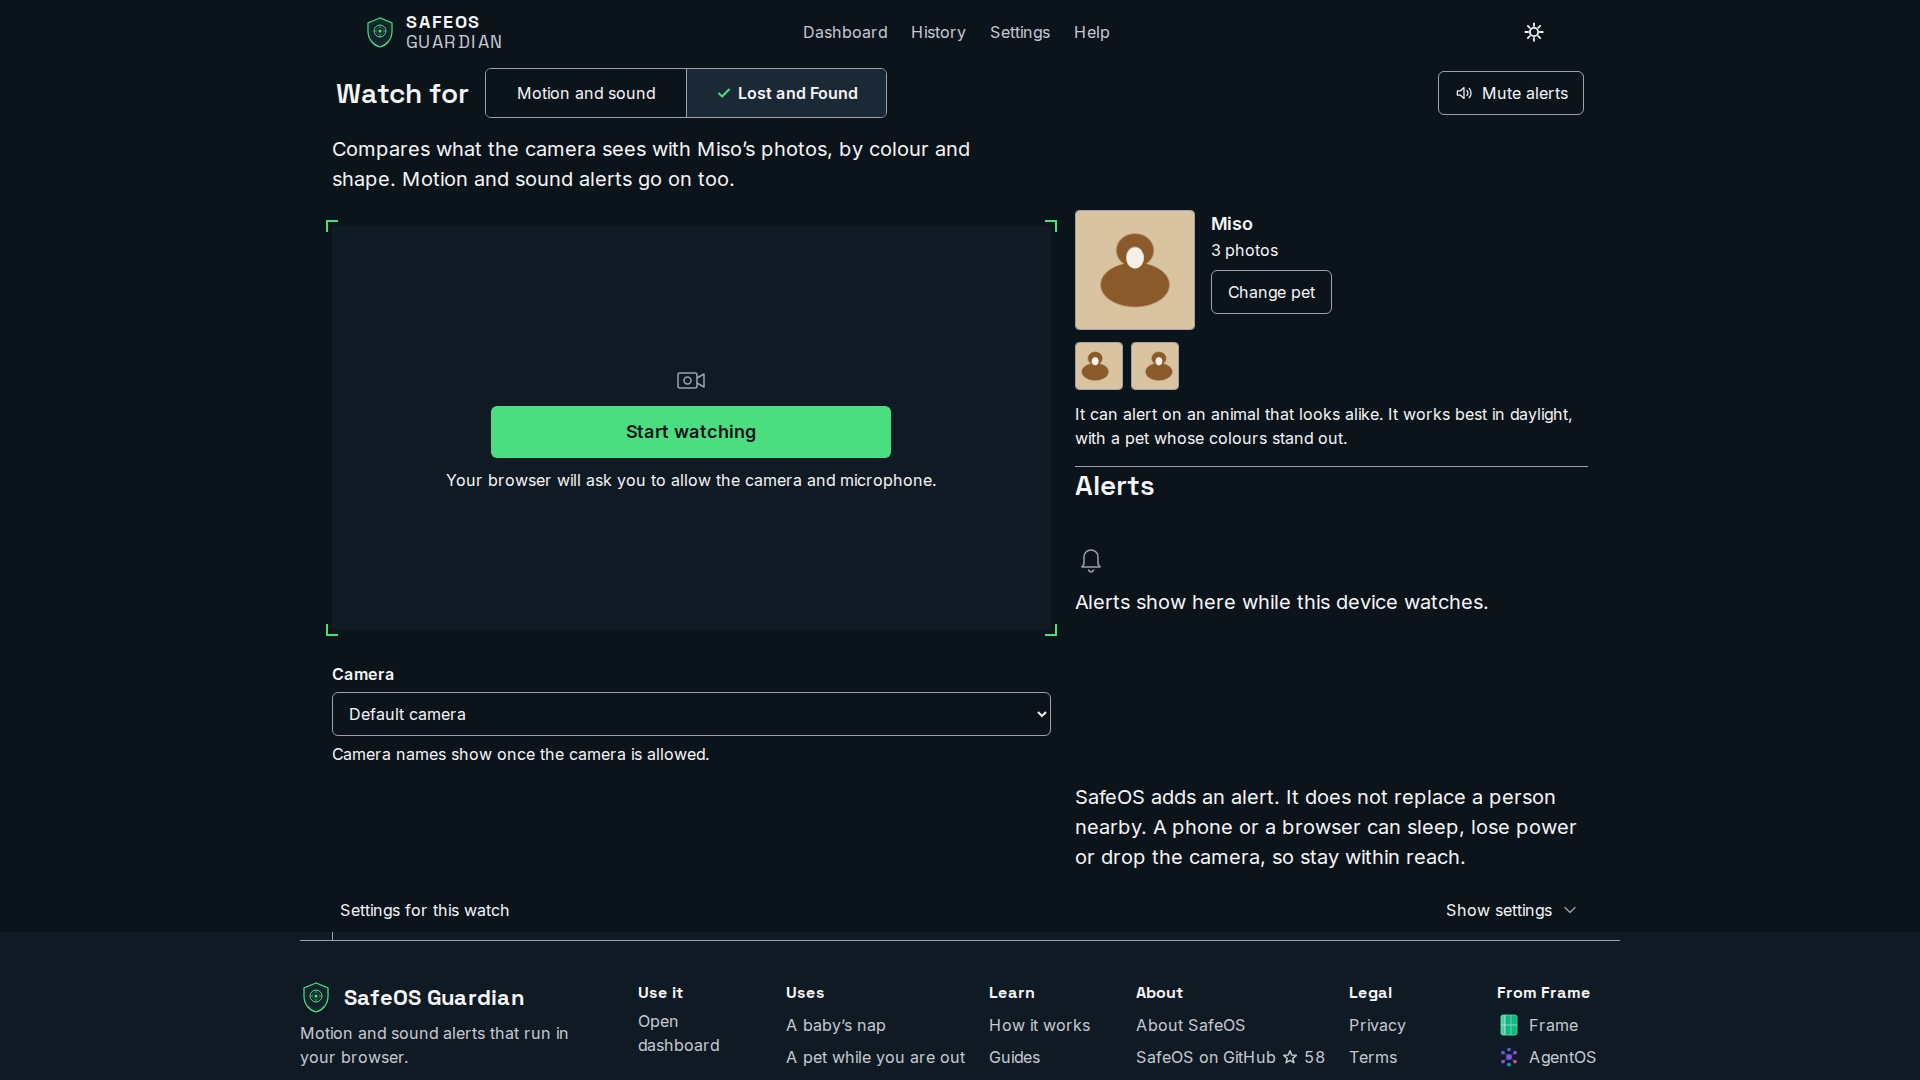 SAFEOS
GUARDIAN
Dashboard
History
Settings
Help
Watch for
Motion and sound
Lost and Found
Mute alerts
Compares what the camera sees with Miso’s photos, by colour and
shape. Motion and sound alerts go on too.
Start watching
Your browser will ask you to allow the camera and microphone.
Camera
Default camera
Camera names show once the camera is allowed.
Miso
3 photos
Change pet
It can alert on an animal that looks alike. It works best in daylight,
with a pet whose colours stand out.
Alerts
Alerts show here while this device watches.
SafeOS adds an alert. It does not replace a person
nearby. A phone or a browser can sleep, lose power
or drop the camera, so stay within reach.
Settings for this watch
Show settings
SafeOS Guardian
Motion and sound alerts that run in
your browser.
Use it
Open
dashboard
Uses
A baby’s nap
A pet while you are out
Learn
How it works
Guides
About
About SafeOS
SafeOS on GitHub ☆ 58
Legal
Privacy
Terms
From Frame
Frame
AgentOS